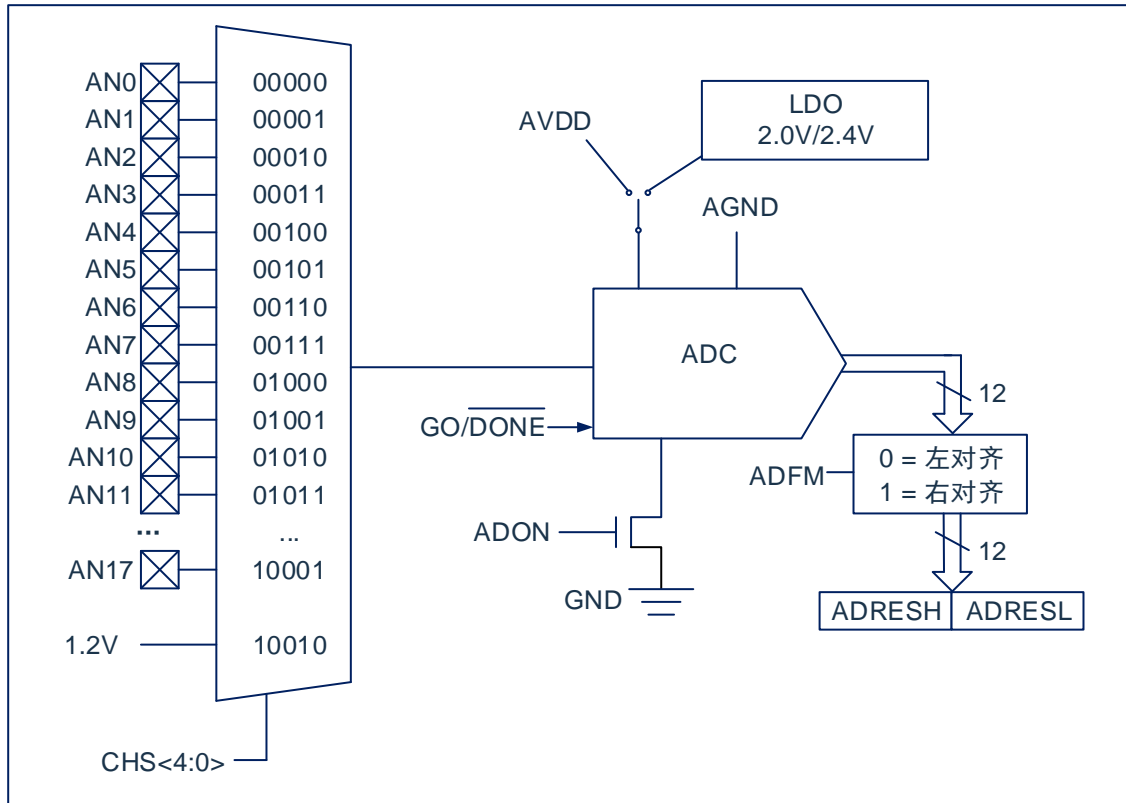 AN0 00000
AN1 00001
AN2 00010
AN3 00011
AN4 00100
AN5 00101
AN6 00110
AN7 00111
AN8 01000
AN9 01001
AN10 01010
AN11 01011
... ...
AN17 10001
1.2V 10010
CHS<4:0>
AVDD
LDO
2.0V/2.4V
AGND
ADC
GO/DONE
12
ADFM
0 = 左对齐
1 = 右对齐
ADON
12
GND
ADRESH ADRESL